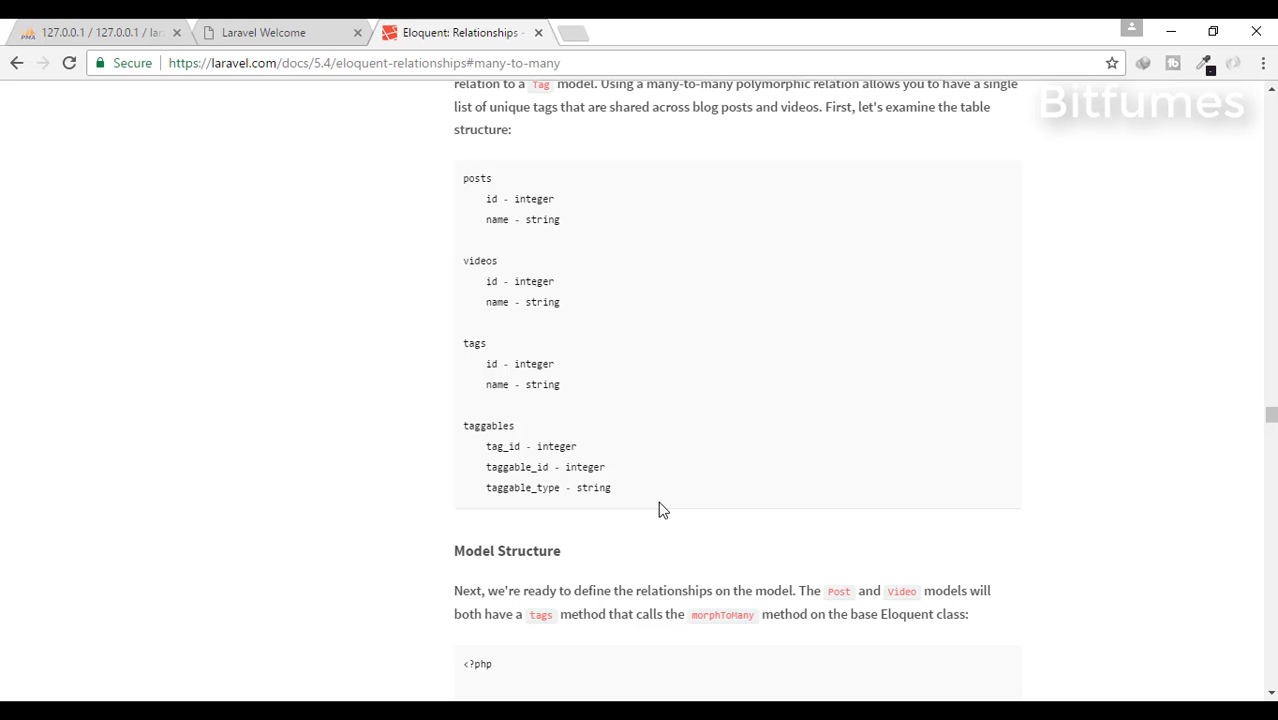 127.0.0.1 / 127.0.0.1 / lar
Laravel Welcome
Eloquent: Relationships -
Secure
https://laravel.com/docs/5.4/eloquent-relationships#many-to-many
Bitfumes
relation to a Tag model. Using a many-to-many polymorphic relation allows you to have a single
list of unique tags that are shared across blog posts and videos. First, let's examine the table
structure:
posts
id - integer
name - string
videos
id - integer
name - string
tags
id - integer
name - string
taggables
tag_id - integer
taggable_id - integer
taggable_type - string
Model Structure
Next, we're ready to define the relationships on the model. The Post and Video models will
both have a tags method that calls the morphToMany method on the base Eloquent class:
<?php